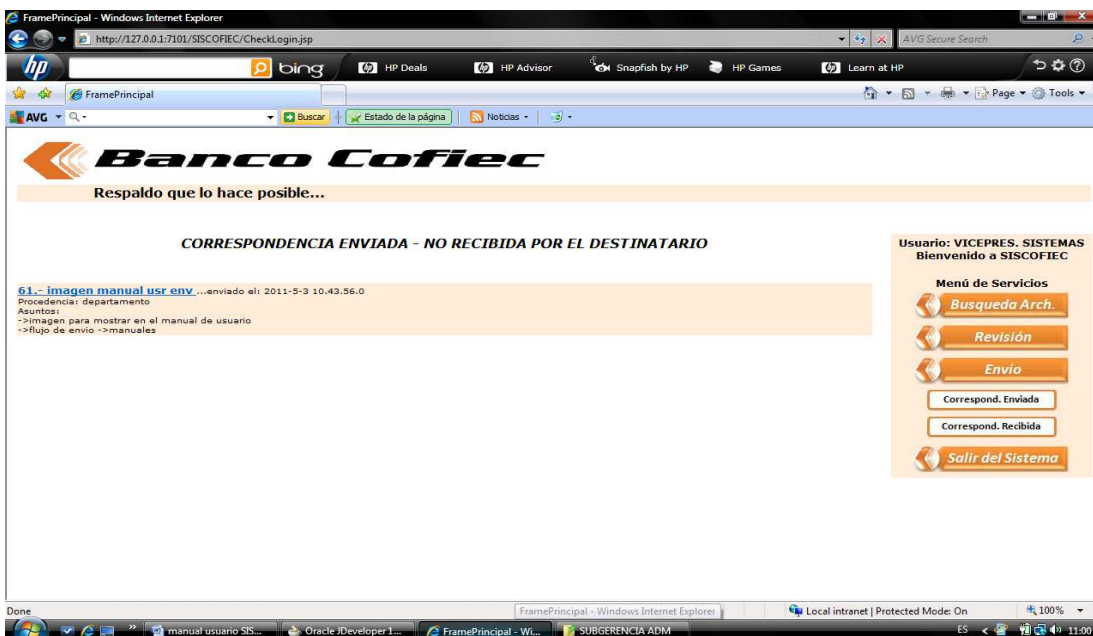 FramePrincipal - Windows Internet Explorer
http://127.0.0.1:7101/SISCOFIEC/CheckLogin.jsp
AVG Secure Search
hp
bing
HP Deals
HP Advisor
Snapfish by HP
HP Games
Learn at HP
FramePrincipal
Page
Tools
AVG
Buscar
Estado de la página
Noticias
Banco Cofiec
Respaldo que lo hace posible...
CORRESPONDENCIA ENVIADA - NO RECIBIDA POR EL DESTINATARIO
61.- imagen manual usr env ...enviado el: 2011-5-3 10.43.56.0
Procedencia: departamento
Asuntos:
->imagen para mostrar en el manual de usuario
->flujo de envio ->manuales
Usuario: VICEPRES. SISTEMAS
Bienvenido a SISCOFIEC
Menú de Servicios
Busqueda Arch.
Revisión
Envío
Correspond. Enviada
Correspond. Recibida
Salir del Sistema
Done
FramePrincipal - Windows Internet Explorer
Local intranet | Protected Mode: On
100%
manual usuario SIS...
Oracle JDeveloper 1...
FramePrincipal - Wi...
SUBGERENCIA ADM
ES
11:00